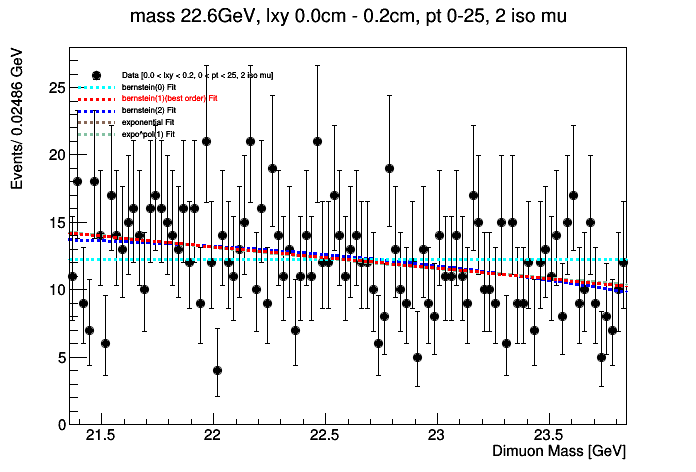 mass 22.6GeV, lxy 0.0cm - 0.2cm, pt 0-25, 2 iso mu
Events/ 0.02486 GeV
Data [0.0 < lxy < 0.2, 0 < pt < 25, 2 iso mu]
bernstein(0) Fit
bernstein(1)(best order) Fit
bernstein(2) Fit
exponential Fit
expo*pol(1) Fit
25
20
15
10
5
0
21.5 22 22.5 23 23.5
Dimuon Mass [GeV]